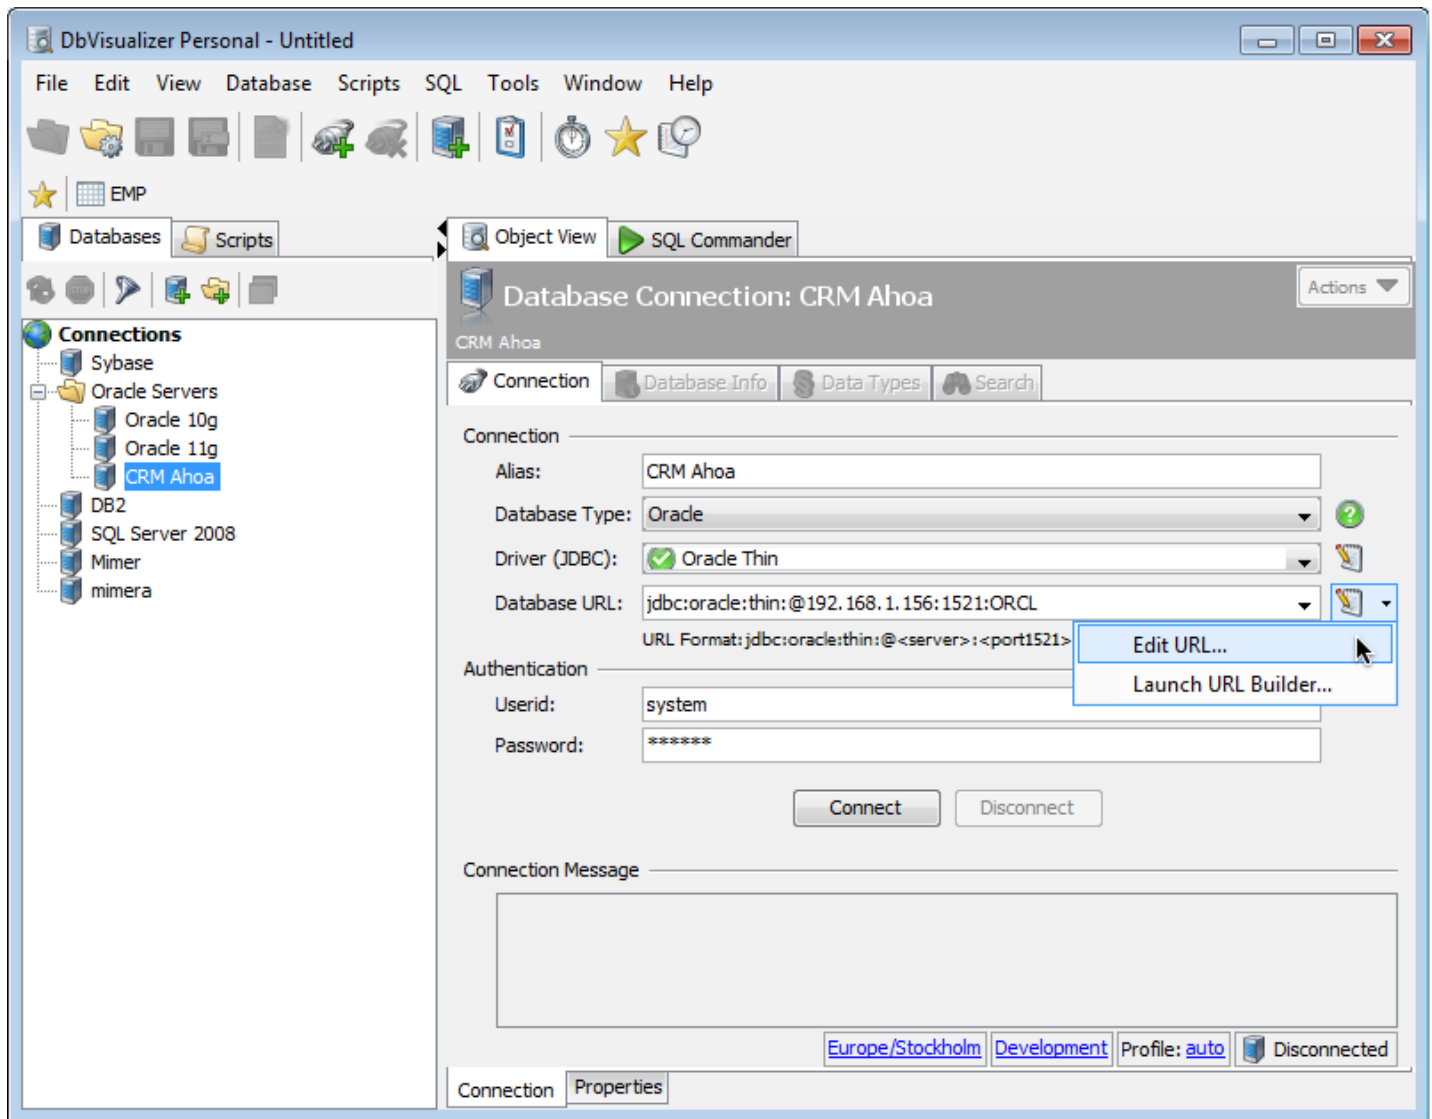 DbVisualizer Personal - Untitled
File Edit View Database Scripts SQL Tools Window Help
EMP
Databases Scripts
Object View SQL Commander
STOP
Connections
Sybase
Oracle Servers
Oracle 10g
Oracle 11g
CRM Ahoa
DB2
SQL Server 2008
Mimer
mimera
Database Connection: CRM Ahoa
Actions
CRM Ahoa
Connection Database Info Data Types Search
Connection
Alias: CRM Ahoa
Database Type: Oracle
Driver (JDBC): Oracle Thin
Database URL: jdbc:oracle:thin:@192.168.1.156:1521:ORCL
URL Format: jdbc:oracle:thin:@<server>:<port1521>
Edit URL...
Launch URL Builder...
Authentication
Userid: system
Password: ******
Connect Disconnect
Connection Message
Europe/Stockholm Development Profile: auto Disconnected
Connection Properties